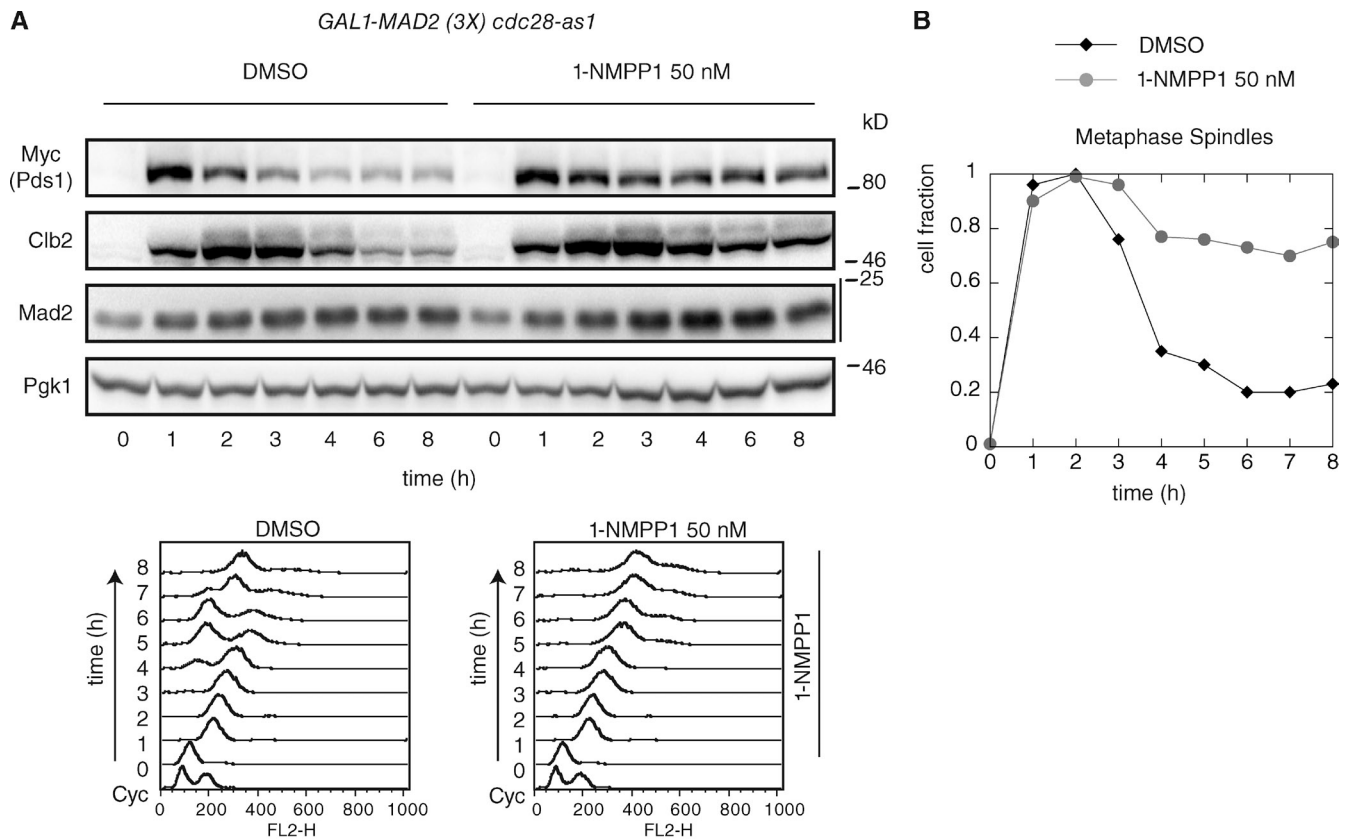 A
GAL1-MAD2 (3X) cdc28-as1
DMSO 1-NMPP1 50 nM
kD
Myc
(Pds1)
80
Clb2
46
25
Mad2
46
Pgk1
0 1 2 3 4 6 8 0 1 2 3 4 6 8
time (h)
DMSO
time (h)
8
7
6
5
4
3
2
1
0
Cyc
0 200 400 600 800 1000
FL2-H
1-NMPP1 50 nM
time (h)
8
7
6
5
4
3
2
1
0
Cyc
0 200 400 600 800 1000
FL2-H
1-NMPP1
B
DMSO
1-NMPP1 50 nM
Metaphase Spindles
cell fraction
1
0.8
0.6
0.4
0.2
0
0 1 2 3 4 5 6 7 8
time (h)